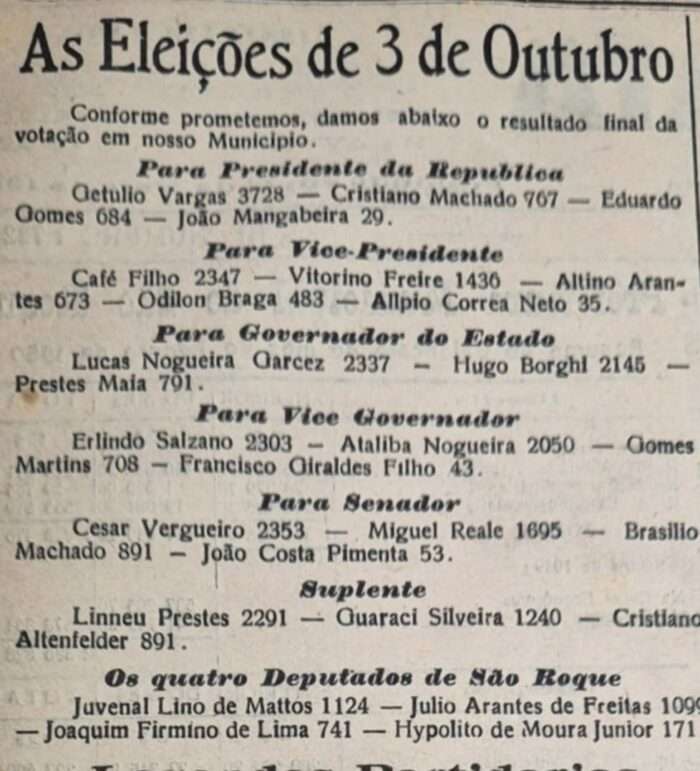 As Eleições de 3 de Outubro
Conforme prometemos, damos abaixo o resultado final da
votação em nosso Municipio.
Para Presidente da Republica
Getulio Vargas 3728 — Cristiano Machado 767 — Eduardo
Gomes 684 — João Mangabeira 29.
Para Vice-Presidente
Café Filho 2347 — Vitorino Freire 1436 — Altino Aran-
tes 673 — Odilon Braga 483 — Alipio Correa Neto 35.
Para Governador do Estado
Lucas Nogueira Garcez 2337 — Hugo Borghi 2145 —
Prestes Maia 791.
Para Vice Governador
Erlindo Salzano 2303 — Ataliba Nogueira 2050 — Gomes
Martins 708 — Francisco Giraldes Filho 43.
Para Senador
Cesar Vergueiro 2353 — Miguel Reale 1695 — Brasilio
Machado 891 — João Costa Pimenta 53.
Suplente
Linneu Prestes 2291 — Guaraci Silveira 1240 — Cristiano
Altenfelder 891.
Os quatro Deputados de São Roque
Juvenal Lino de Mattos 1124 — Julio Arantes de Freitas 1099
— Joaquim Firmino de Lima 741 — Hypolito de Moura Junior 171